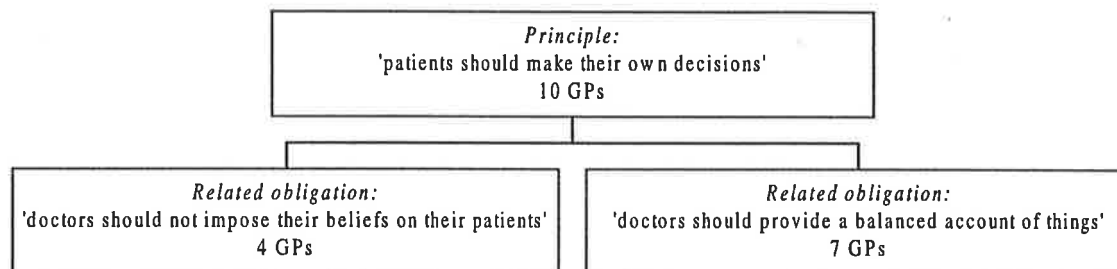 Principle:
'patients should make their own decisions'
10 GPs
Related obligation:
'doctors should not impose their beliefs on their patients'
4 GPs
Related obligation:
'doctors should provide a balanced account of things'
7 GPs